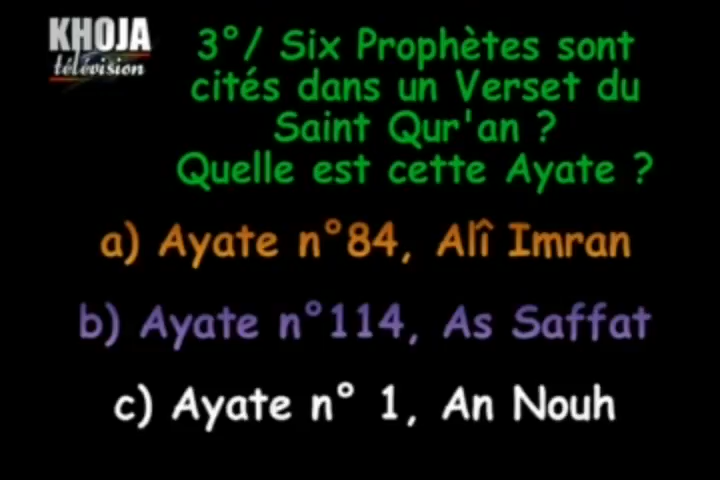 KHOJA
télévision
3°/ Six Prophètes sont
cités dans un Verset du
Saint Qur'an ?
Quelle est cette Ayate ?
a) Ayate n°84, Alî Imran
b) Ayate n°114, As Saffat
c) Ayate n° 1, An Nouh